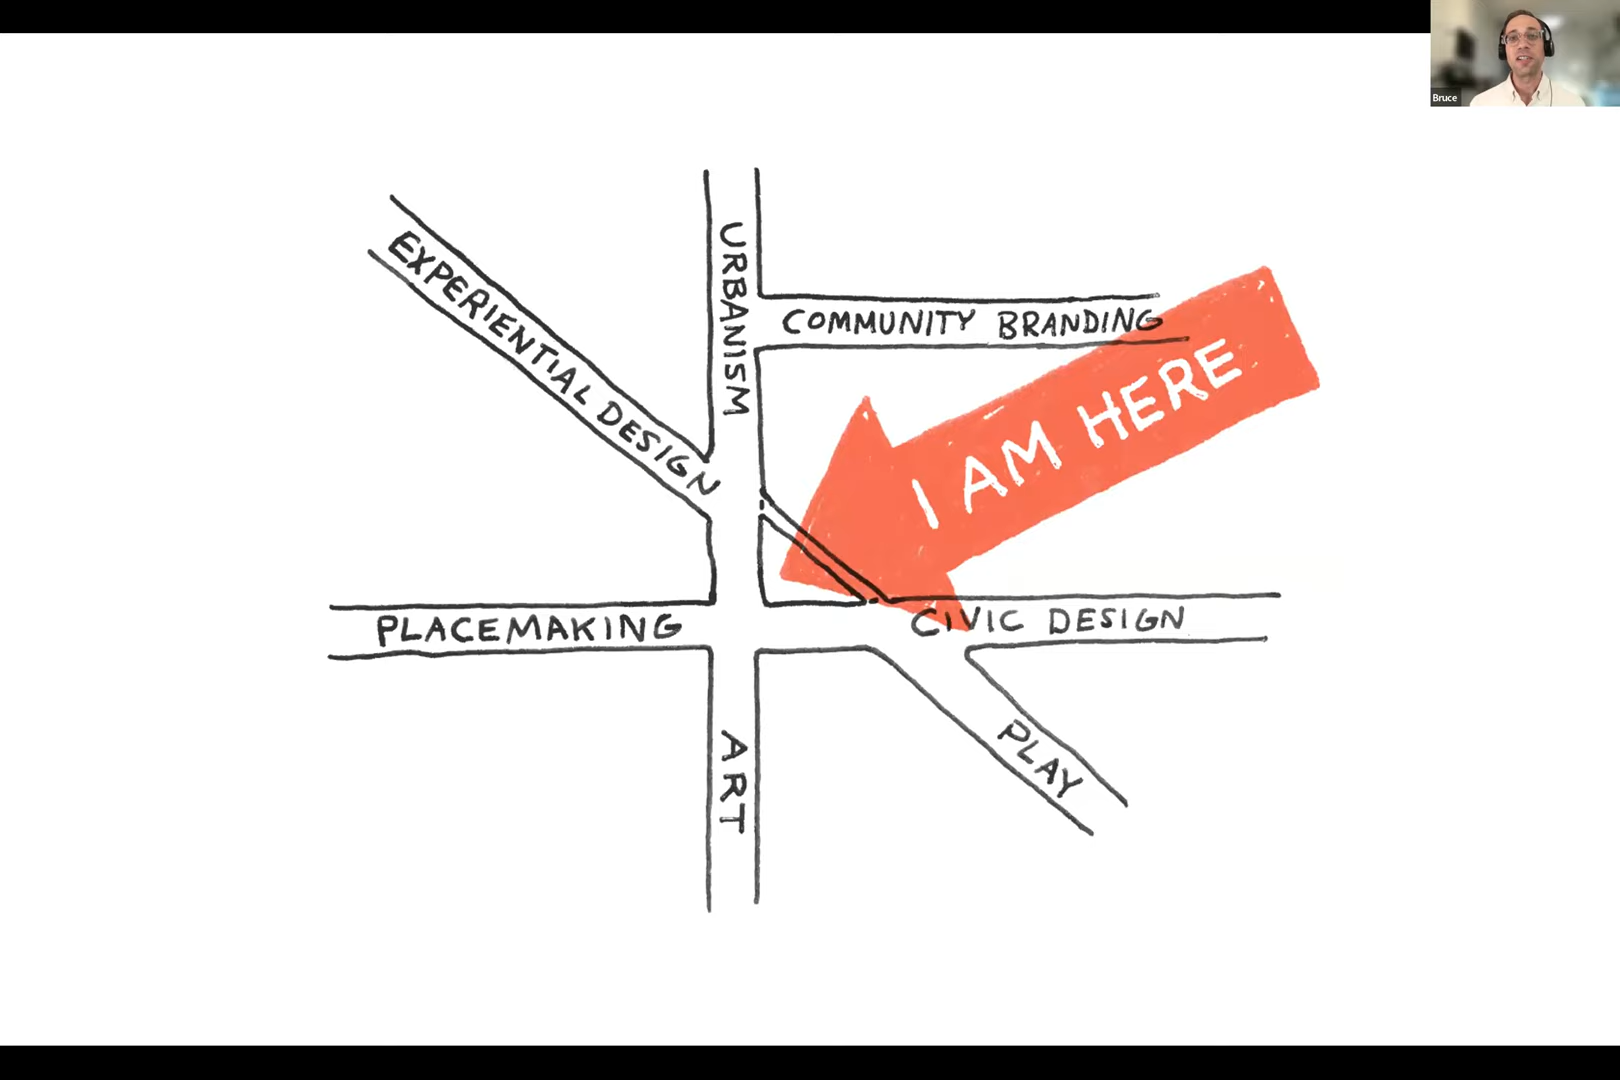 Bruce
URBANISM
EXPERIENTIAL DESIGN
COMMUNITY BRANDING
I AM HERE
PLACEMAKING
CIVIC DESIGN
PLAY
ART